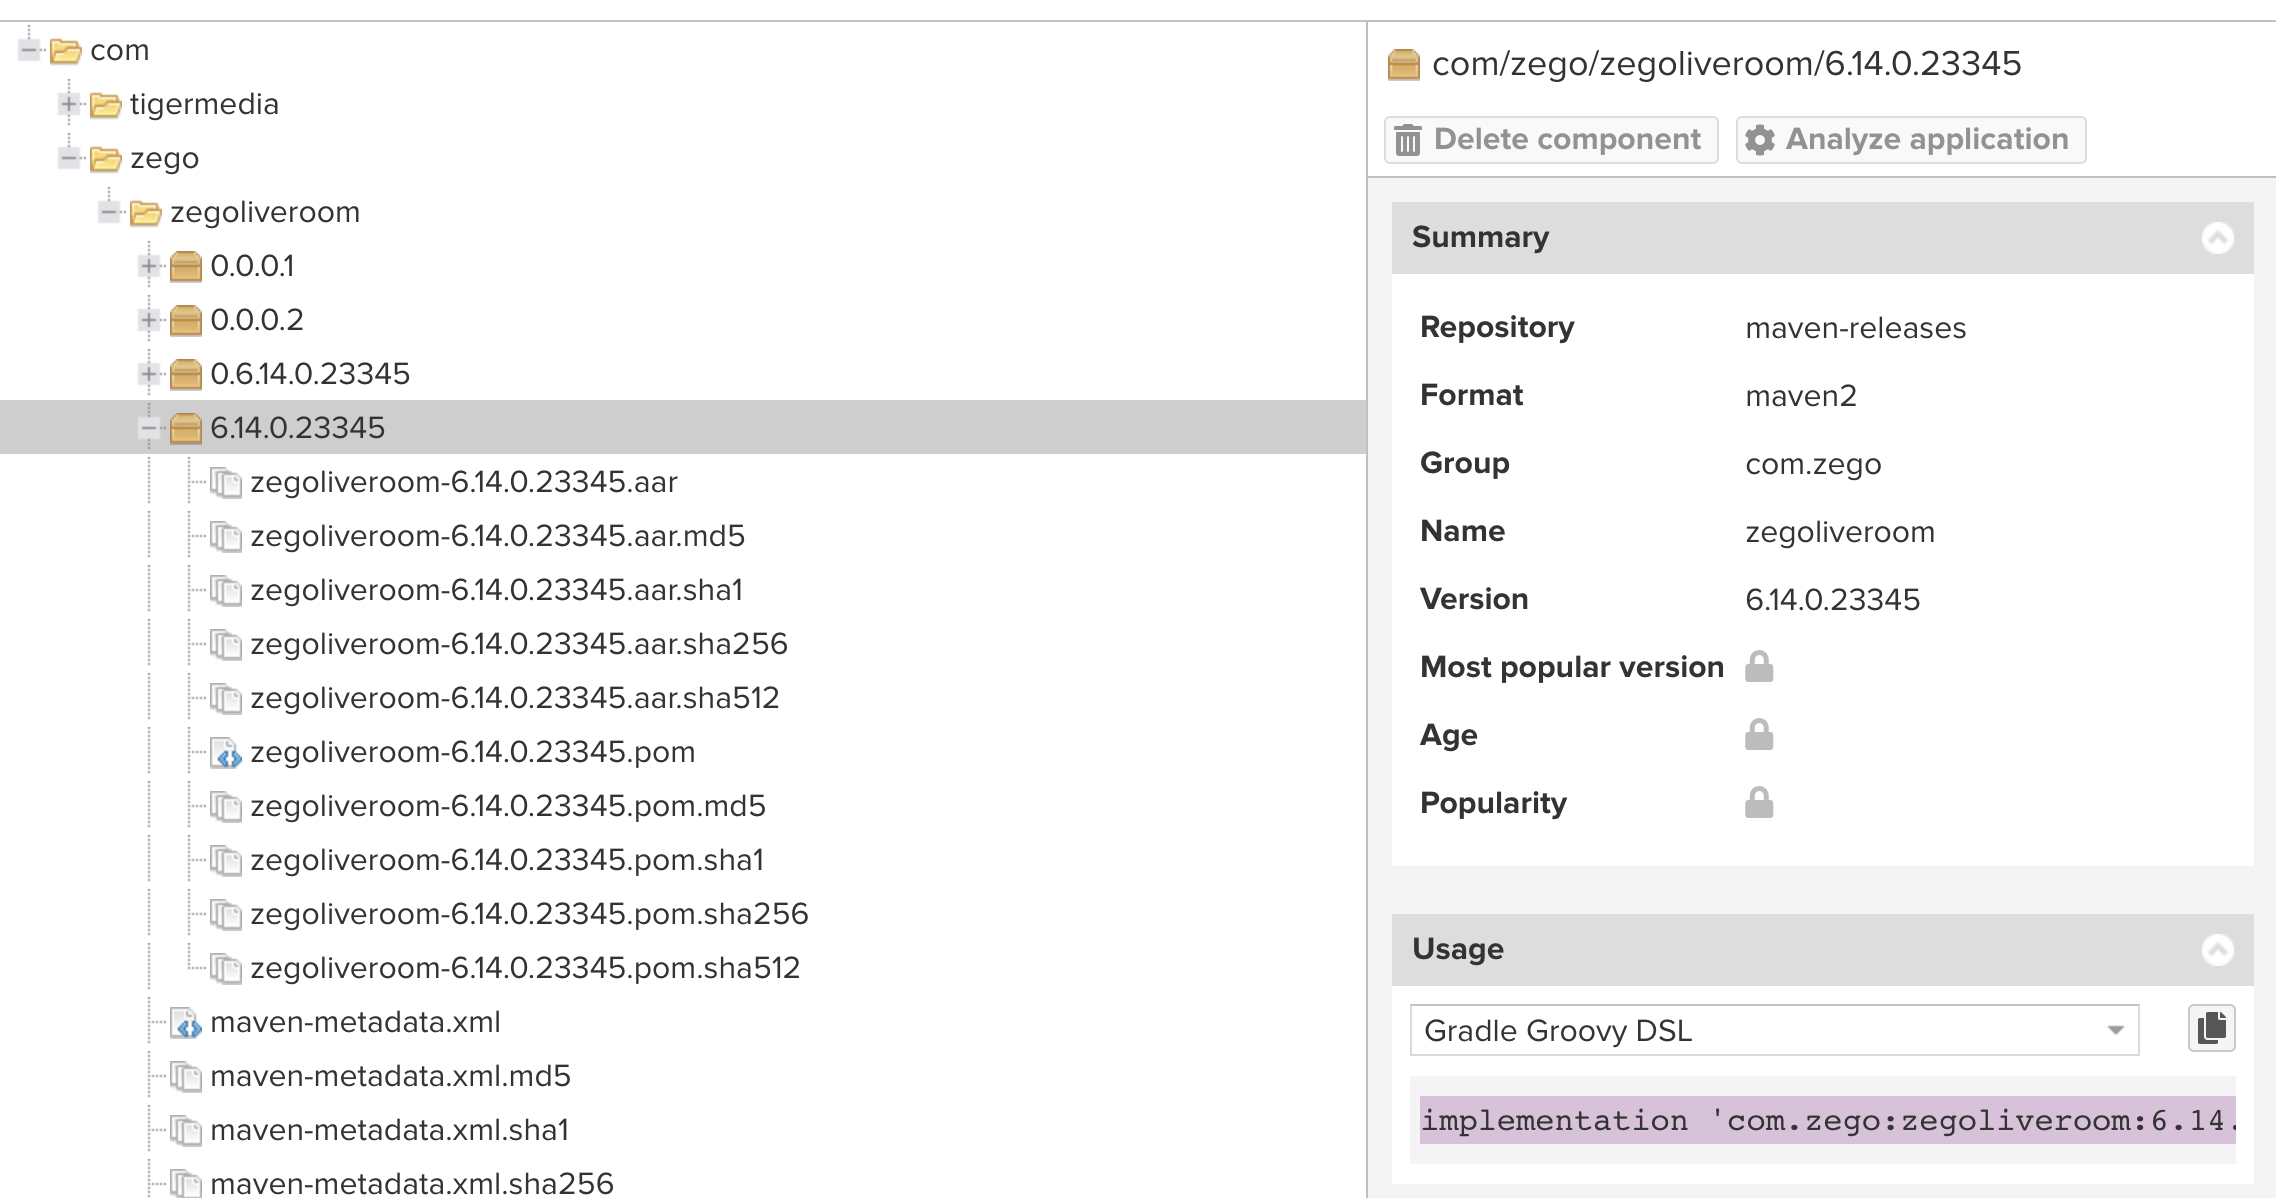 com
tigermedia
zego
zegoliveroom
0.0.0.1
0.0.0.2
0.6.14.0.23345
6.14.0.23345
zegoliveroom-6.14.0.23345.aar
zegoliveroom-6.14.0.23345.aar.md5
zegoliveroom-6.14.0.23345.aar.sha1
zegoliveroom-6.14.0.23345.aar.sha256
zegoliveroom-6.14.0.23345.aar.sha512
zegoliveroom-6.14.0.23345.pom
zegoliveroom-6.14.0.23345.pom.md5
zegoliveroom-6.14.0.23345.pom.sha1
zegoliveroom-6.14.0.23345.pom.sha256
zegoliveroom-6.14.0.23345.pom.sha512
maven-metadata.xml
maven-metadata.xml.md5
maven-metadata.xml.sha1
maven-metadata.xml.sha256
com/zego/zegoliveroom/6.14.0.23345
Delete component Analyze application
Summary
Repository maven-releases
Format maven2
Group com.zego
Name zegoliveroom
Version 6.14.0.23345
Most popular version
Age
Popularity
Usage
Gradle Groovy DSL
implementation 'com.zego:zegoliveroom:6.14.